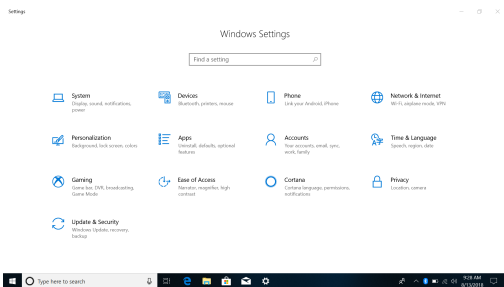 Settings
Windows Settings
Find a setting
System
Display, sound, notifications,
power
Devices
Bluetooth, printers, mouse
Phone
Link your Android, iPhone
Network & Internet
Wi-Fi, airplane mode, VPN
Personalization
Background, lock screen, colors
Apps
Uninstall, defaults, optional
features
Accounts
Your accounts, email, sync,
work, family
Time & Language
Speech, region, date
Gaming
Game bar, DVR, broadcasting,
Game Mode
Ease of Access
Narrator, magnifier, high
contrast
Cortana
Cortana language, permissions,
notifications
Privacy
Location, camera
Update & Security
Windows Update, recovery,
backup
Type here to search
9:28 AM
8/13/2018